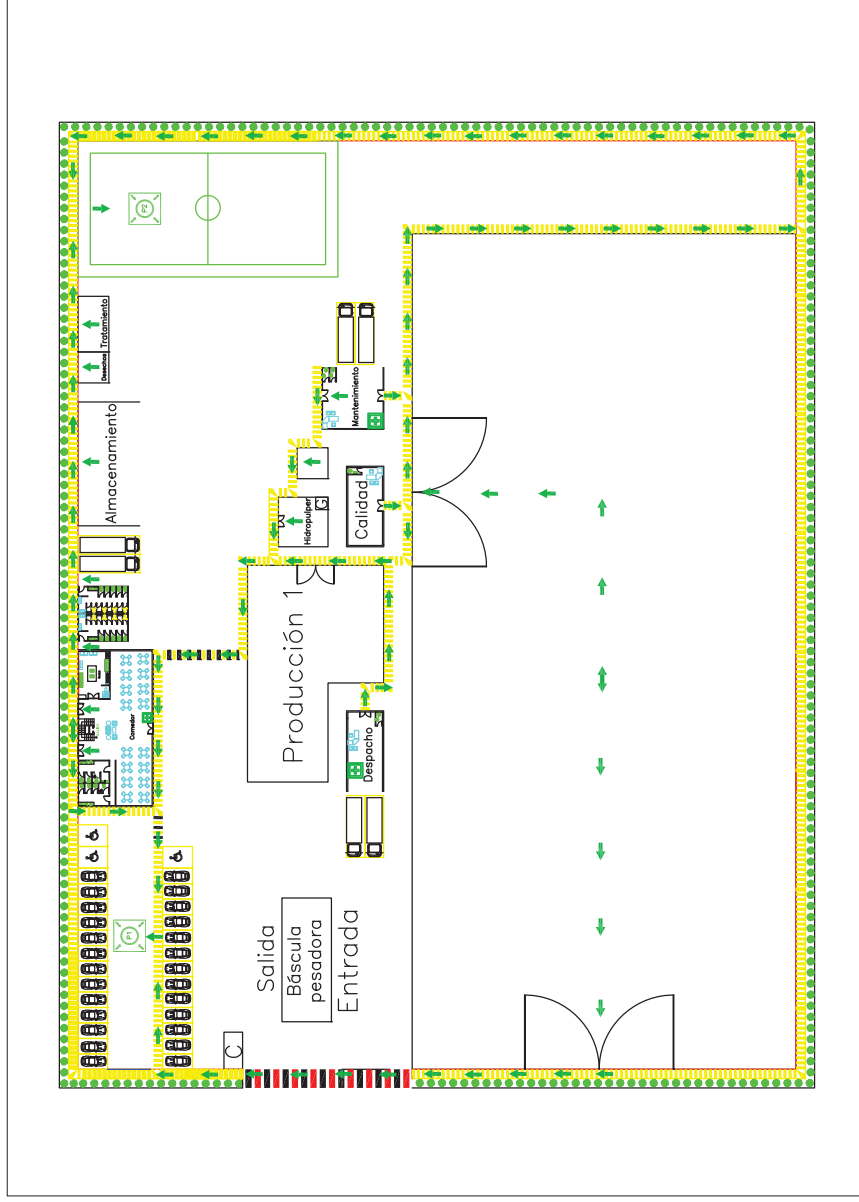 P2
Tratamiento
Desechos
Almacenamiento
Mantenimiento
Calidad
Hidropulper
G
Comedor
Producción 1
Despacho
P1
Salida
Báscula
pesadora
Entrada
C